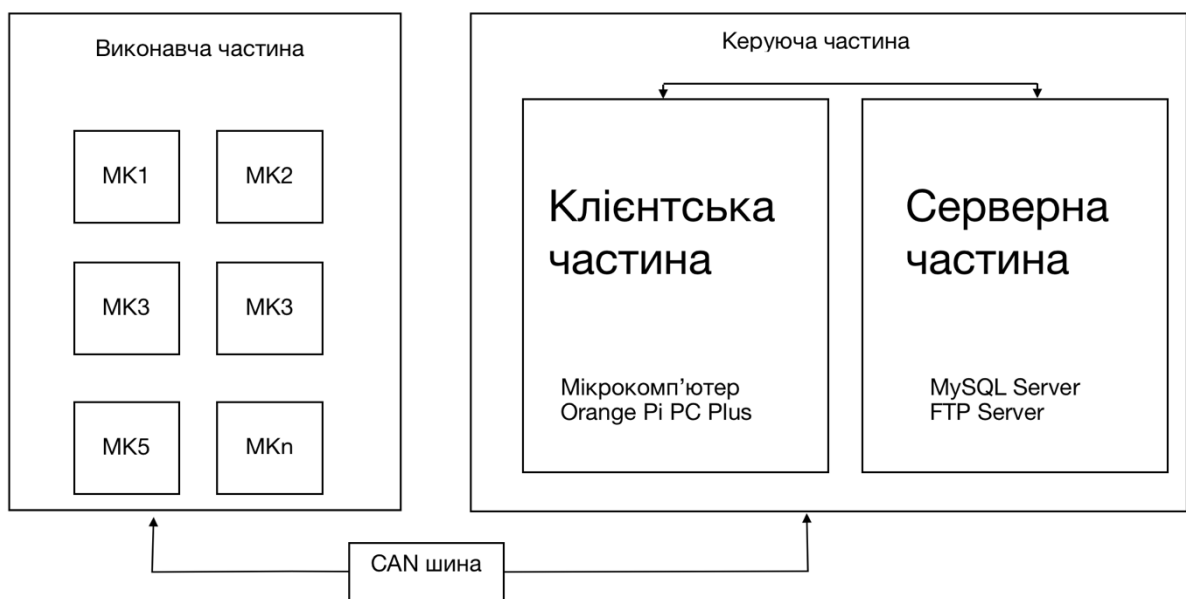 Виконавча частина
Керуюча частина
МК1
МК2
МК3
МК3
МК5
МКn
Клієнтська
частина
Мікрокомп’ютер
Orange Pi PC Plus
Серверна
частина
MySQL Server
FTP Server
CAN шина